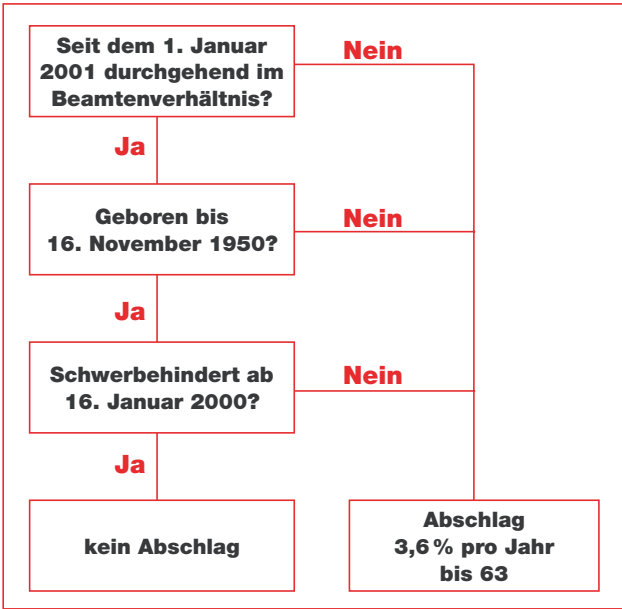 Seit dem 1. Januar
2001 durchgehend im
Beamtenverhältnis?
Nein
Ja
Geboren bis
16. November 1950?
Nein
Ja
Schwerbehindert ab
16. Januar 2000?
Nein
Ja
kein Abschlag
Abschlag
3,6 % pro Jahr
bis 63